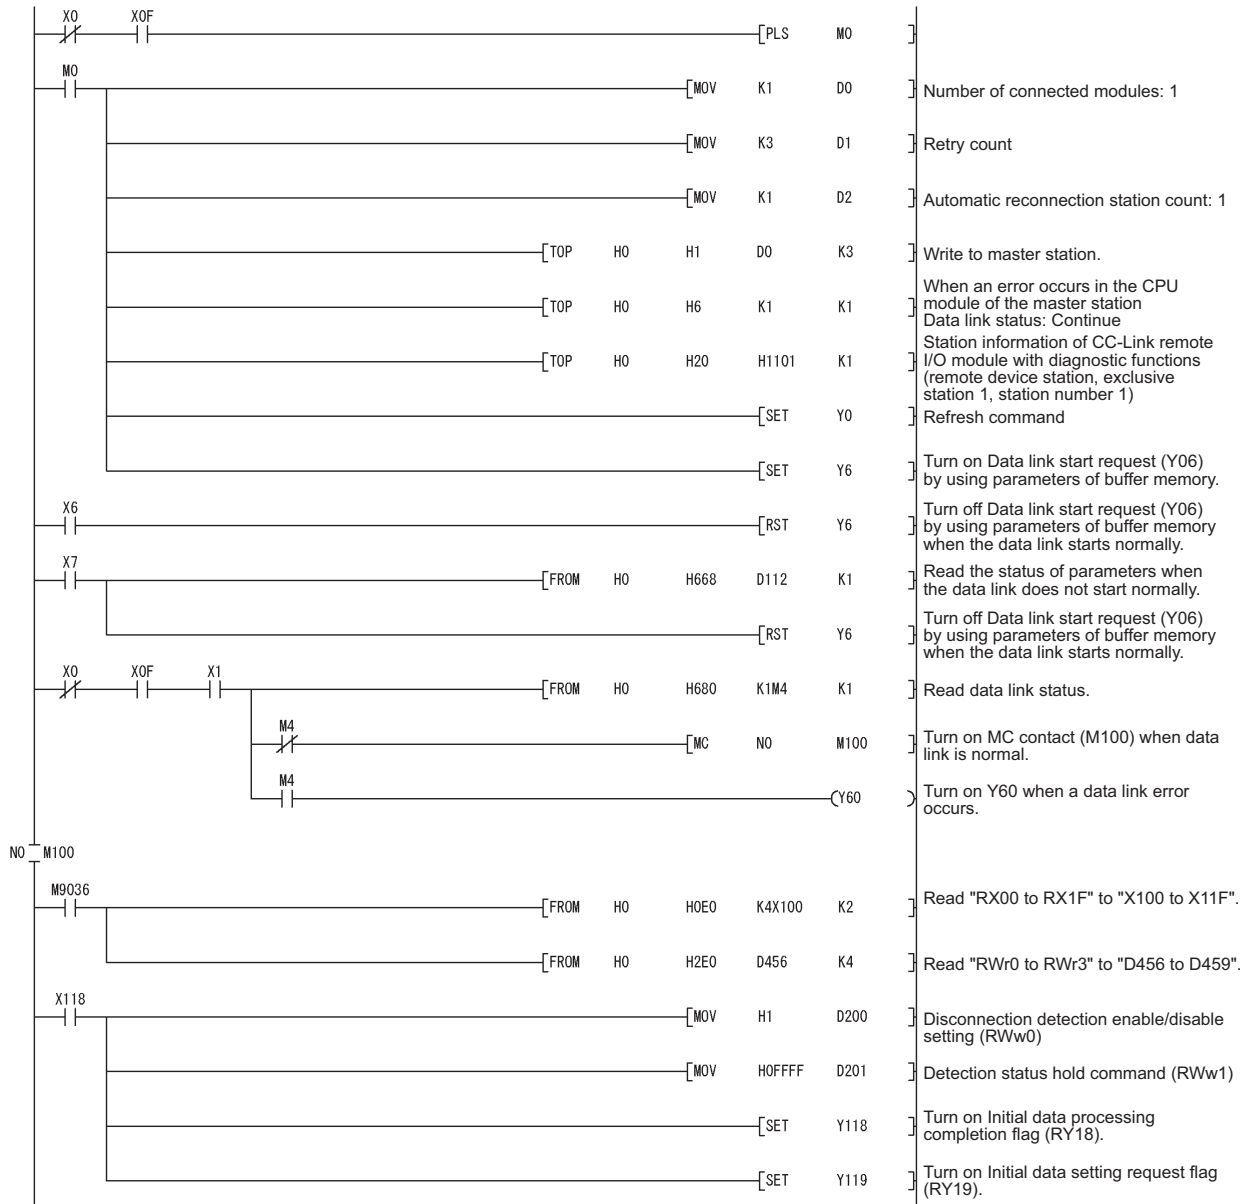 X0 X0F
[PLS M0 ]
M0
[MOV K1 D0 ] Number of connected modules: 1
[MOV K3 D1 ] Retry count
[MOV K1 D2 ] Automatic reconnection station count: 1
[TOP H0 H1 D0 K3 ] Write to master station.
[TOP H0 H6 K1 K1 ] When an error occurs in the CPU
module of the master station
Data link status: Continue
[TOP H0 H20 H1101 K1 ] Station information of CC-Link remote
I/O module with diagnostic functions
(remote device station, exclusive
station 1, station number 1)
[SET Y0 ] Refresh command
[SET Y6 ] Turn on Data link start request (Y06)
by using parameters of buffer memory.
X6
[RST Y6 ] Turn off Data link start request (Y06)
by using parameters of buffer memory
when the data link starts normally.
X7
[FROM H0 H668 D112 K1 ] Read the status of parameters when
the data link does not start normally.
[RST Y6 ] Turn off Data link start request (Y06)
by using parameters of buffer memory
when the data link starts normally.
X0 X0F X1
[FROM H0 H680 K1M4 K1 ] Read data link status.
M4
[MC N0 M100 ] Turn on MC contact (M100) when data
link is normal.
M4
(Y60 ) Turn on Y60 when a data link error
occurs.
N0 M100
M9036
[FROM H0 H0E0 K4X100 K2 ] Read "RX00 to RX1F" to "X100 to X11F".
[FROM H0 H2E0 D456 K4 ] Read "RWr0 to RWr3" to "D456 to D459".
X118
[MOV H1 D200 ] Disconnection detection enable/disable
setting (RWw0)
[MOV H0FFFF D201 ] Detection status hold command (RWw1)
[SET Y118 ] Turn on Initial data processing
completion flag (RY18).
[SET Y119 ] Turn on Initial data setting request flag
(RY19).